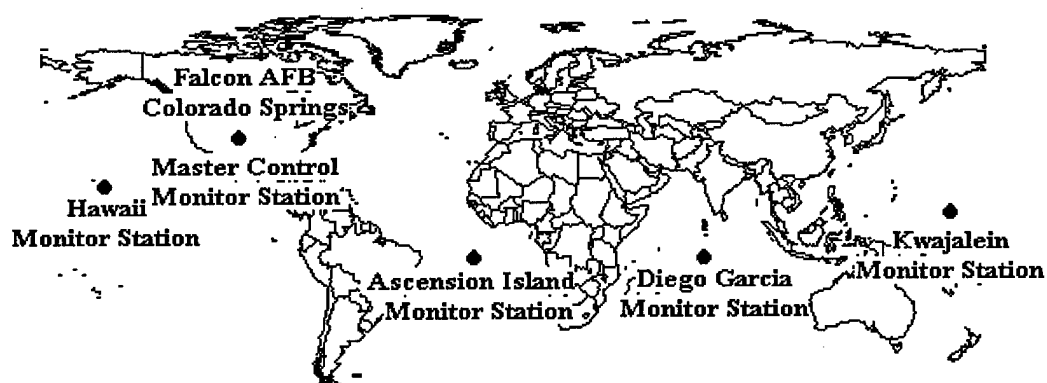 Falcon AFB
Colorado Springs
Master Control
Monitor Station
Hawaii
Monitor Station
Ascension Island
Monitor Station
Diego Garcia
Monitor Station
Kwajalein
Monitor Station